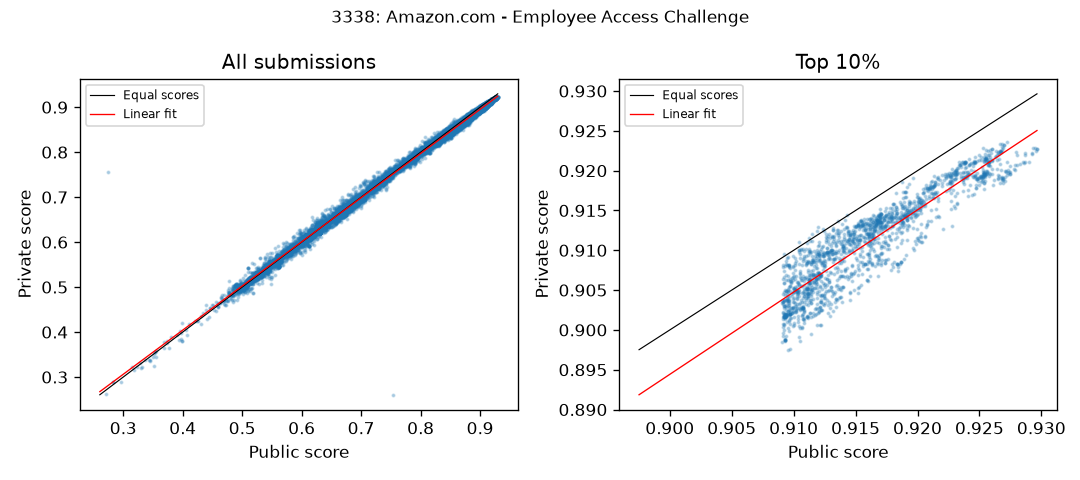 3338: Amazon.com - Employee Access Challenge
All submissions
Equal scores
Linear fit
Private score
0.9
0.8
0.7
0.6
0.5
0.4
0.3
0.3 0.4 0.5 0.6 0.7 0.8 0.9
Public score
Top 10%
Equal scores
Linear fit
Private score
0.930
0.925
0.920
0.915
0.910
0.905
0.900
0.895
0.890
0.900 0.905 0.910 0.915 0.920 0.925 0.930
Public score